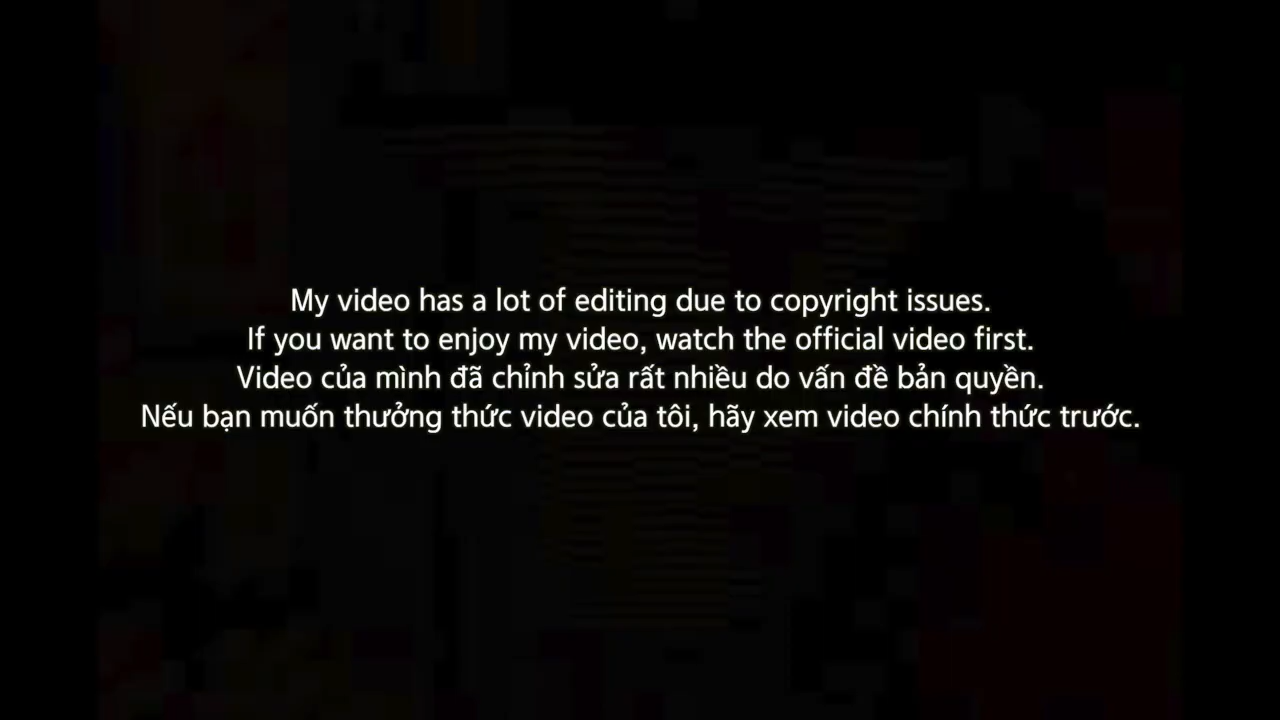 My video has a lot of editing due to copyright issues.
If you want to enjoy my video, watch the official video first.
Video của mình đã chỉnh sửa rất nhiều do vấn đề bản quyền.
Nếu bạn muốn thưởng thức video của tôi, hãy xem video chính thức trước.